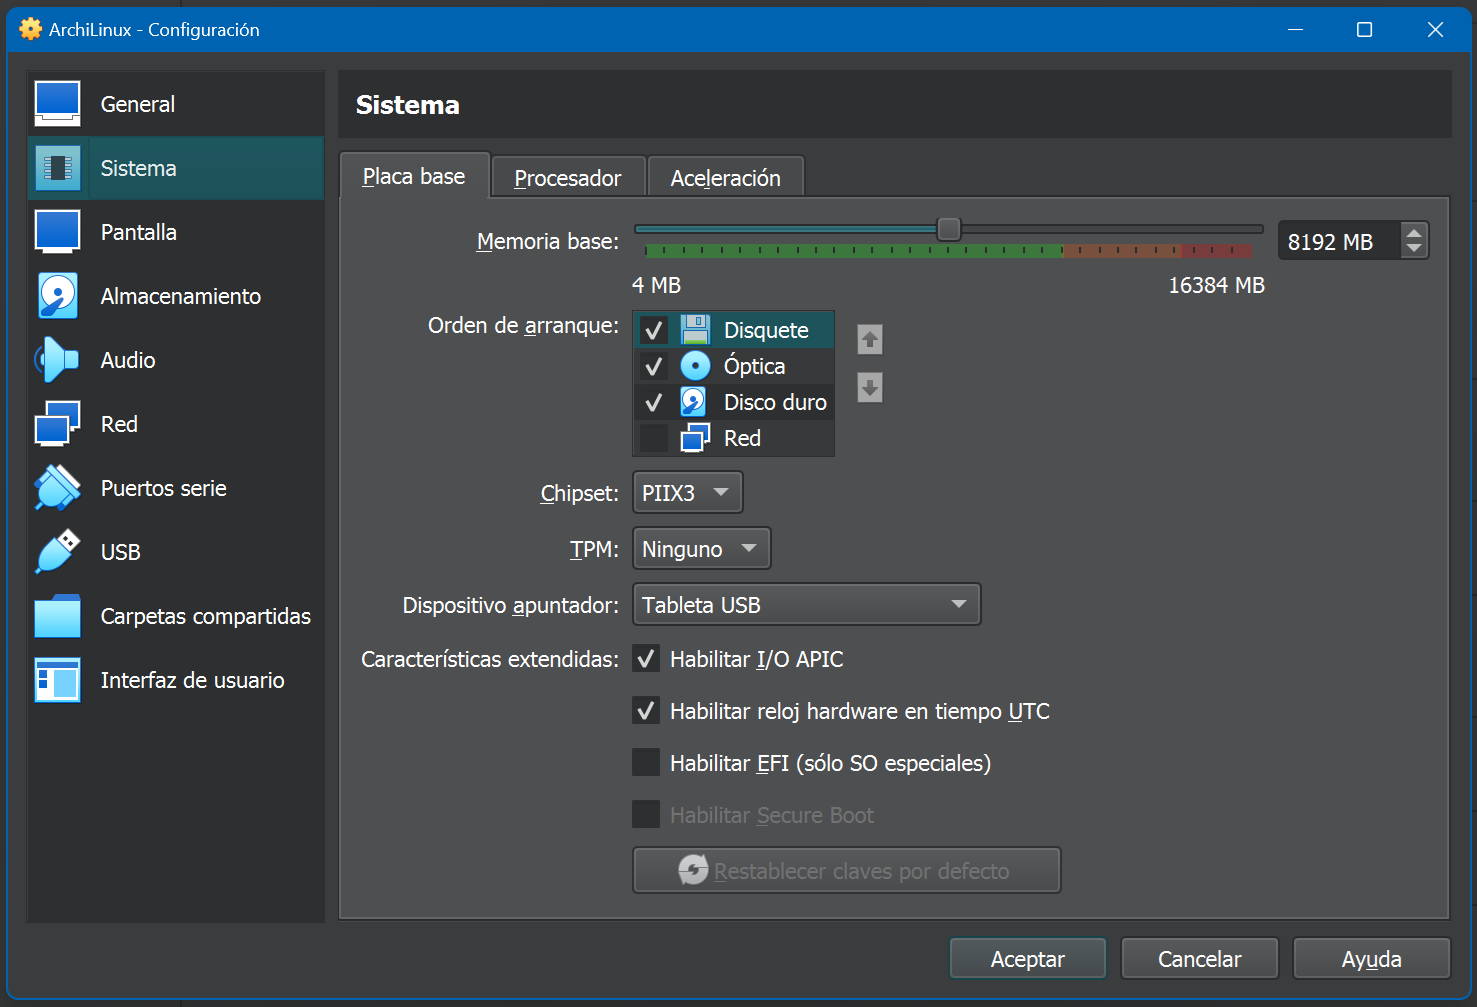 ArchiLinux - Configuración
General
Sistema
Pantalla
Almacenamiento
Audio
Red
Puertos serie
USB
Carpetas compartidas
Interfaz de usuario
Sistema
Placa base Procesador Aceleración
Memoria base: 8192 MB
4 MB 16384 MB
Orden de arranque: Disquete
Óptica
Disco duro
Red
Chipset: PIIX3
TPM: Ninguno
Dispositivo apuntador: Tableta USB
Características extendidas: Habilitar I/O APIC
Habilitar reloj hardware en tiempo UTC
Habilitar EFI (sólo SO especiales)
Habilitar Secure Boot
Restablecer claves por defecto
Aceptar Cancelar Ayuda